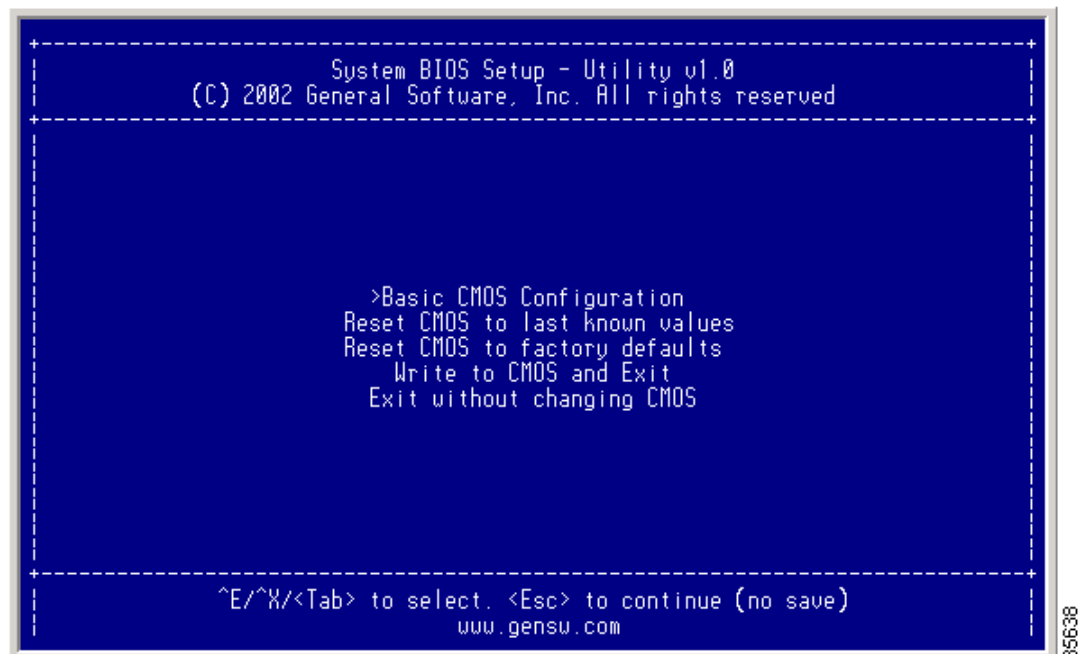 System BIOS Setup - Utility v1.0
(C) 2002 General Software, Inc. All rights reserved
>Basic CMOS Configuration
Reset CMOS to last known values
Reset CMOS to factory defaults
Write to CMOS and Exit
Exit without changing CMOS
^E/^X/<Tab> to select. <Esc> to continue (no save)
www.gensw.com